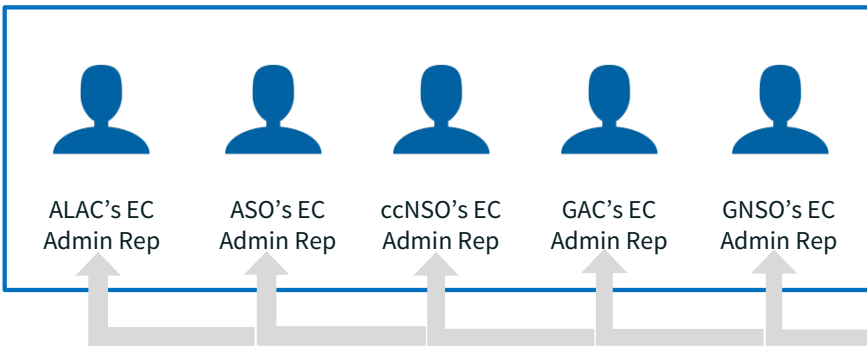 ALAC’s EC
Admin Rep
ASO’s EC
Admin Rep
ccNSO’s EC
Admin Rep
GAC’s EC
Admin Rep
GNSO’s EC
Admin Rep